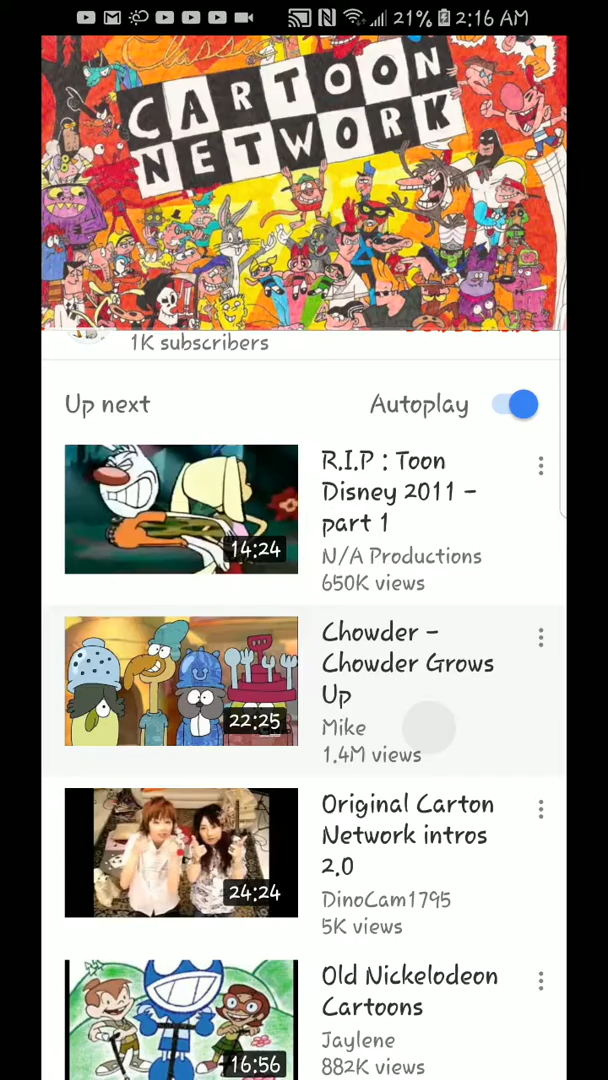 21% 2:16 AM
Classic
CARTOON
NETWORK
1K subscribers
Up next
Autoplay
14:24
R.I.P : Toon
Disney 2011 -
part 1
N/A Productions
650K views
22:25
Chowder -
Chowder Grows
Up
Mike
1.4M views
24:24
Original Carton
Network intros
2.0
DinoCam1795
5K views
16:56
Old Nickelodeon
Cartoons
Jaylene
882K views